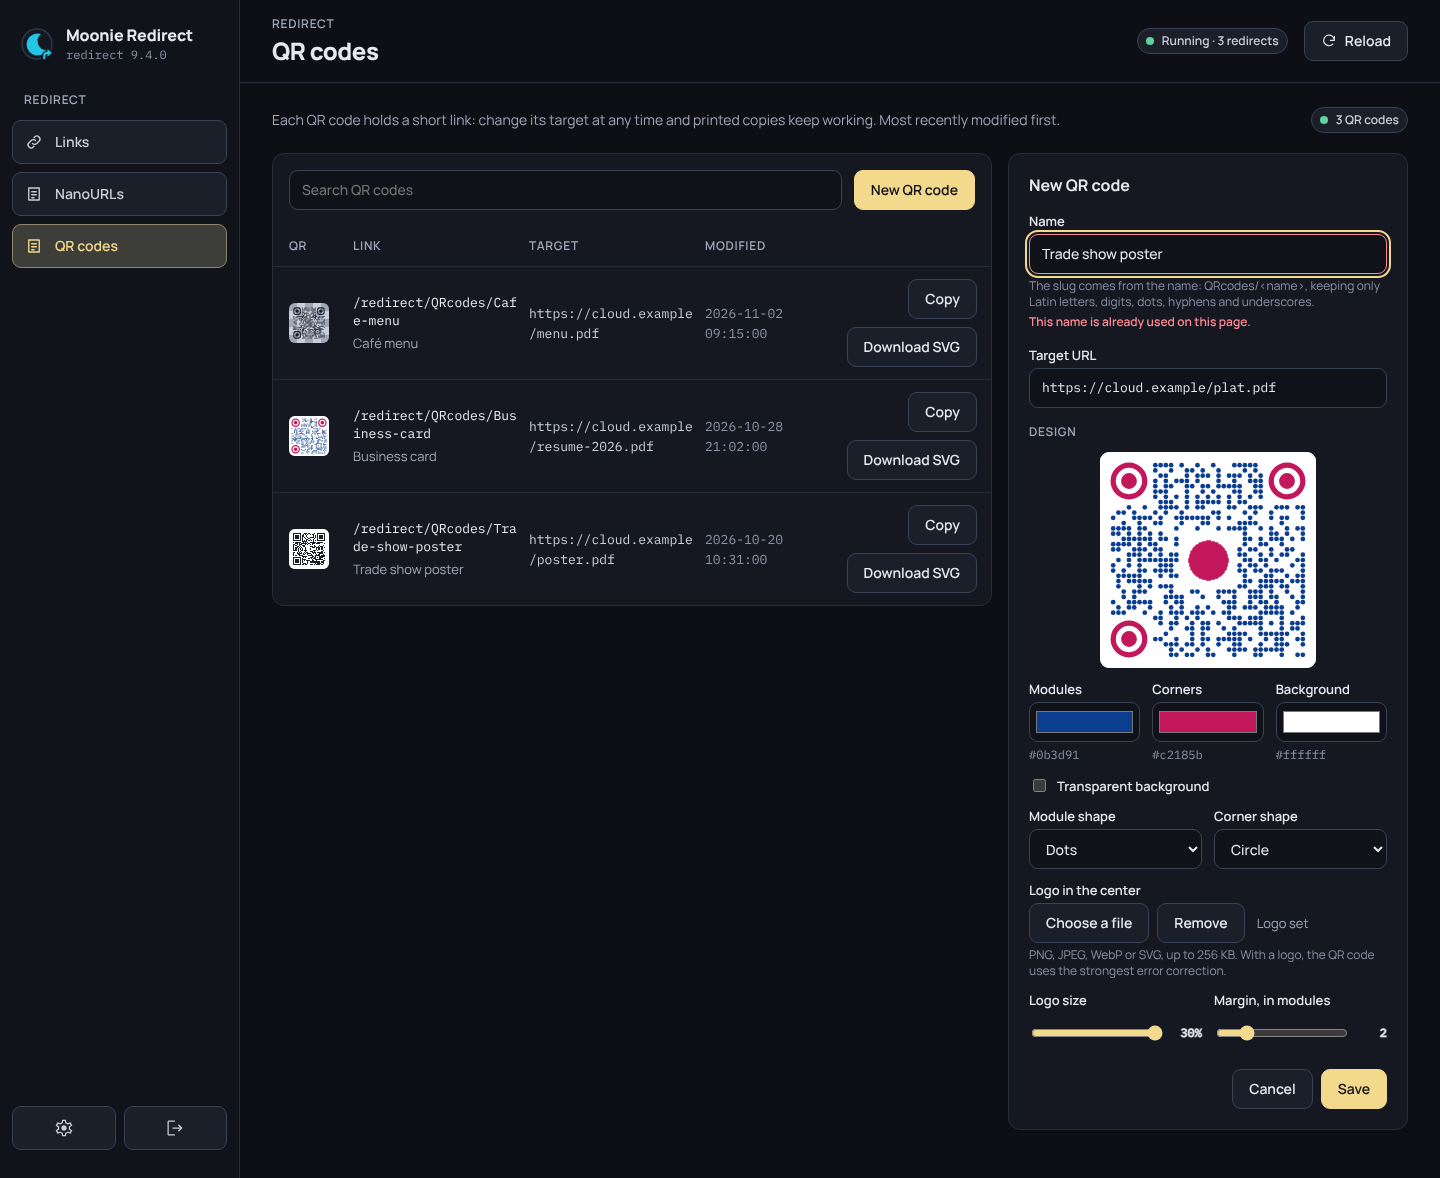 Moonie Redirect
redirect 9.4.0
REDIRECT
Links
NanoURLs
QR codes
REDIRECT
QR codes
Running · 3 redirects
Reload
Each QR code holds a short link: change its target at any time and printed copies keep working. Most recently modified first.
3 QR codes
Search QR codes
New QR code
QR LINK TARGET MODIFIED
/redirect/QRcodes/Caf
e-menu
Café menu
https://cloud.example
/menu.pdf
2026-11-02
09:15:00
Copy
Download SVG
/redirect/QRcodes/Bus
iness-card
Business card
https://cloud.example
/resume-2026.pdf
2026-10-28
21:02:00
Copy
Download SVG
/redirect/QRcodes/Tra
de-show-poster
Trade show poster
https://cloud.example
/poster.pdf
2026-10-20
10:31:00
Copy
Download SVG
New QR code
Name
Trade show poster
The slug comes from the name: QRcodes/<name>, keeping only
Latin letters, digits, dots, hyphens and underscores.
This name is already used on this page.
Target URL
https://cloud.example/plat.pdf
DESIGN
Modules Corners Background
#0b3d91 #c2185b #ffffff
Transparent background
Module shape Corner shape
Dots Circle
Logo in the center
Choose a file Remove Logo set
PNG, JPEG, WebP or SVG, up to 256 KB. With a logo, the QR code
uses the strongest error correction.
Logo size Margin, in modules
30% 2
Cancel Save